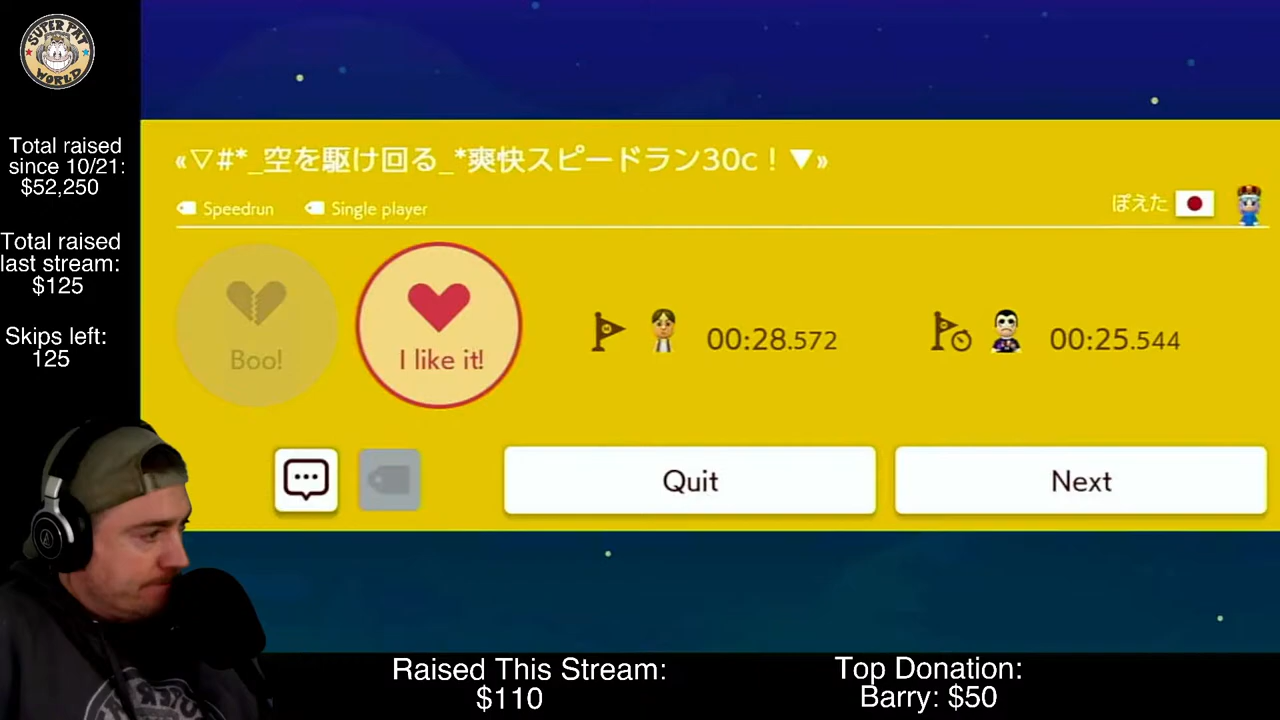 SUPER PAT
WORLD
Total raised
since 10/21:
$52,250
Total raised
last stream:
$125
Skips left:
125
«▽#*_空を駆け回る_*爽快スピードラン30c！▼»
Speedrun
Single player
ぽえた
Boo!
I like it!
00:28.572
00:25.544
Quit
Next
Raised This Stream:
$110
Top Donation:
Barry: $50